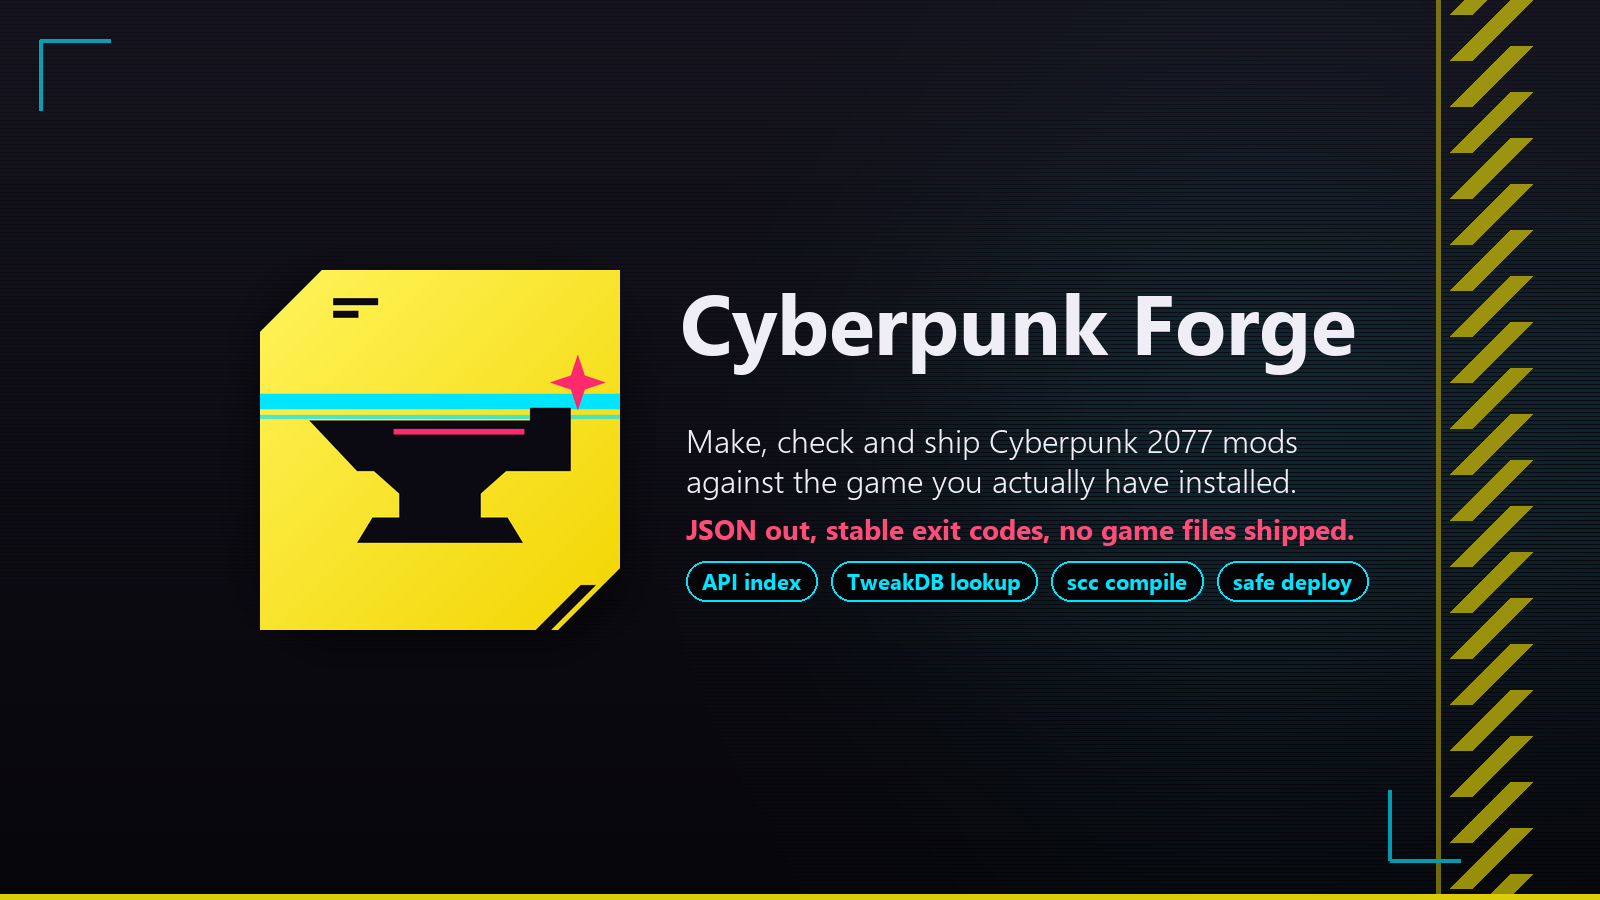 Cyberpunk Forge
Make, check and ship Cyberpunk 2077 mods
against the game you actually have installed.
JSON out, stable exit codes, no game files shipped.
API index
TweakDB lookup
scc compile
safe deploy